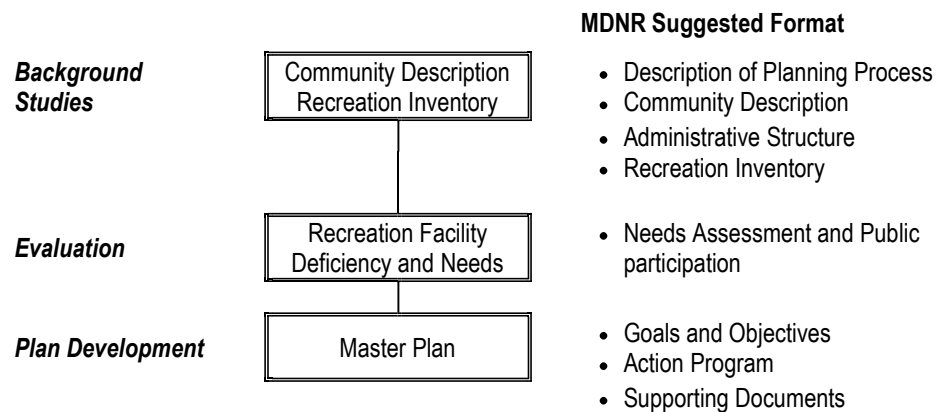 MDNR Suggested Format
Background
Studies
Community Description
Recreation Inventory
• Description of Planning Process
• Community Description
• Administrative Structure
• Recreation Inventory
Evaluation
Recreation Facility
Deficiency and Needs
• Needs Assessment and Public
participation
Plan Development
Master Plan
• Goals and Objectives
• Action Program
• Supporting Documents